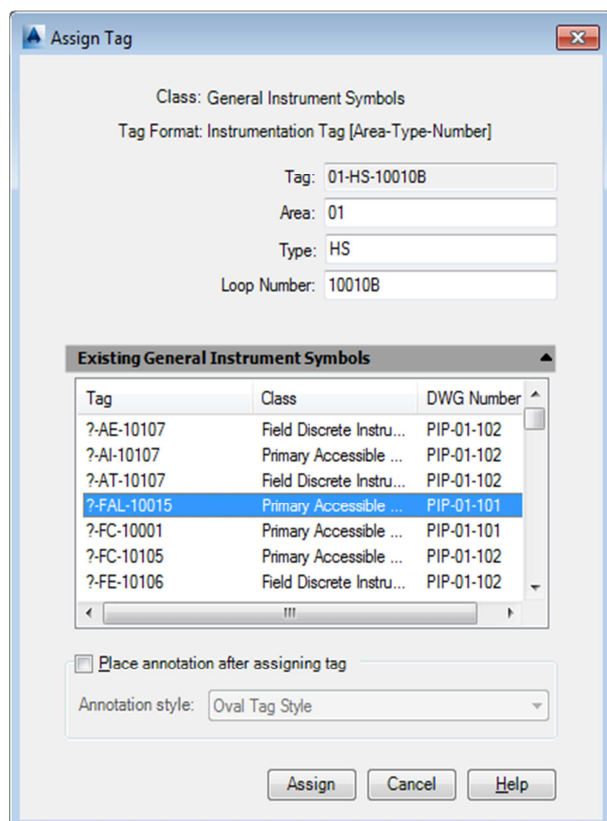 Assign Tag
Class: General Instrument Symbols
Tag Format: Instrumentation Tag [Area-Type-Number]
Tag: 01-HS-10010B
Area: 01
Type: HS
Loop Number: 10010B
Existing General Instrument Symbols
Tag Class DWG Number
?-AE-10107 Field Discrete Instru... PIP-01-102
?-AI-10107 Primary Accessible ... PIP-01-102
?-AT-10107 Field Discrete Instru... PIP-01-102
?-FAL-10015 Primary Accessible ... PIP-01-101
?-FC-10001 Primary Accessible ... PIP-01-101
?-FC-10105 Primary Accessible ... PIP-01-102
?-FE-10106 Field Discrete Instru... PIP-01-102
Place annotation after assigning tag
Annotation style: Oval Tag Style
Assign Cancel Help